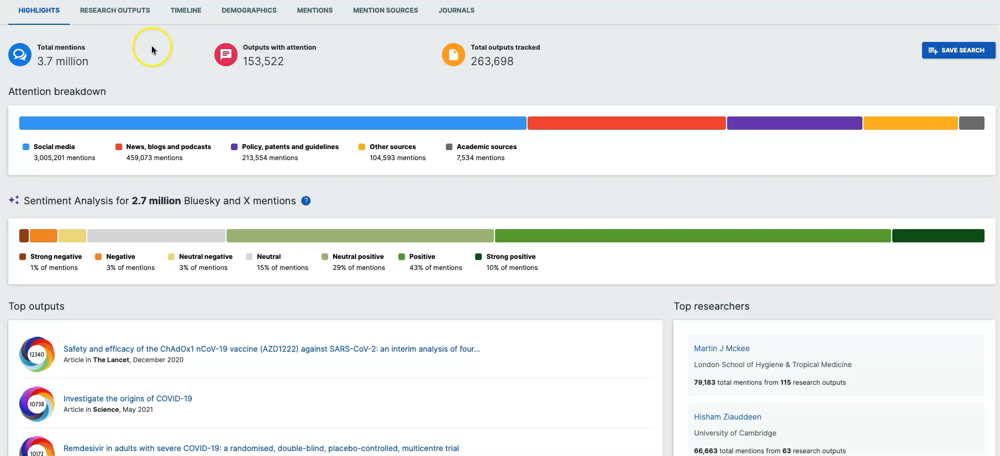 HIGHLIGHTS RESEARCH OUTPUTS TIMELINE DEMOGRAPHICS MENTIONS MENTION SOURCES JOURNALS
Total mentions
3.7 million
Outputs with attention
153,522
Total outputs tracked
263,698
SAVE SEARCH
Attention breakdown
Social media
3,005,201 mentions
News, blogs and podcasts
459,073 mentions
Policy, patents and guidelines
213,554 mentions
Other sources
104,593 mentions
Academic sources
7,534 mentions
Sentiment Analysis for 2.7 million Bluesky and X mentions ?
Strong negative
1% of mentions
Negative
3% of mentions
Neutral negative
3% of mentions
Neutral
15% of mentions
Neutral positive
29% of mentions
Positive
43% of mentions
Strong positive
10% of mentions
Top outputs
12340
Safety and efficacy of the ChAdOx1 nCoV-19 vaccine (AZD1222) against SARS-CoV-2: an interim analysis of four...
Article in The Lancet, December 2020
10738
Investigate the origins of COVID-19
Article in Science, May 2021
10172
Remdesivir in adults with severe COVID-19: a randomised, double-blind, placebo-controlled, multicentre trial
Top researchers
Martin J Mckee
London School of Hygiene & Tropical Medicine
79,183 total mentions from 115 research outputs
Hisham Ziauddeen
University of Cambridge
66,663 total mentions from 63 research outputs